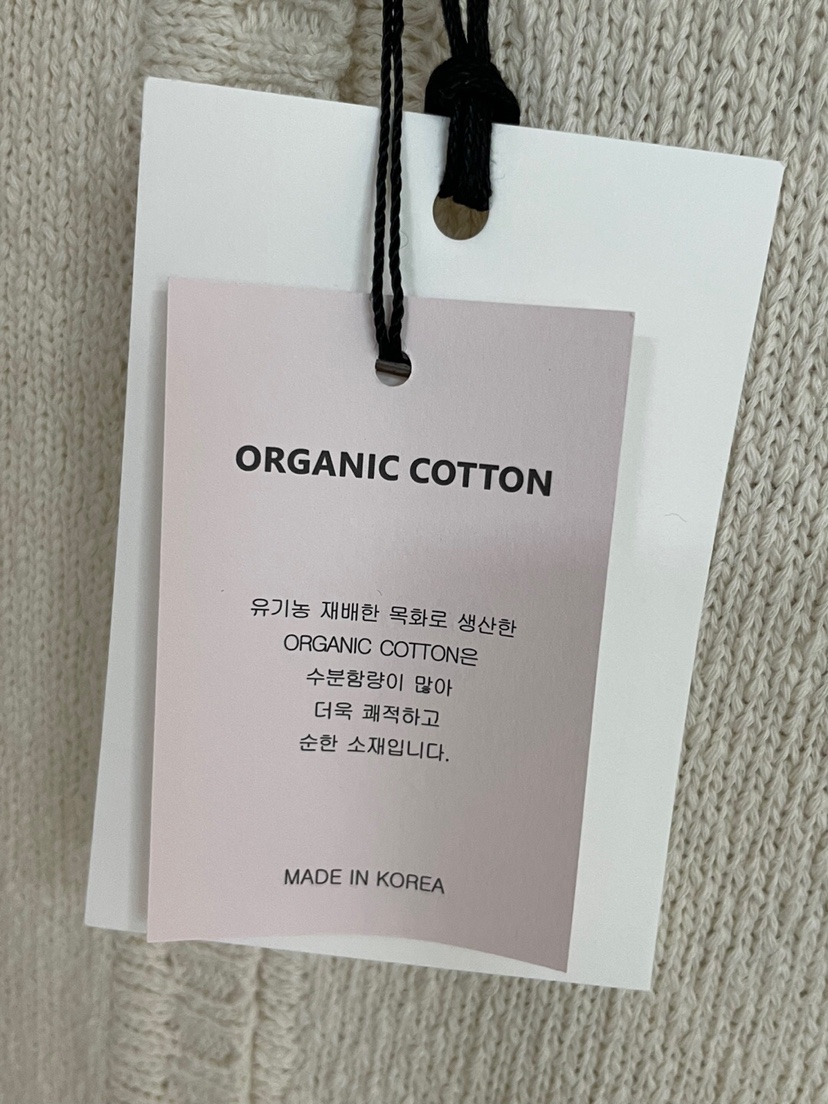 ORGANIC COTTON
유기농 재배한 목화로 생산한
ORGANIC COTTON은
수분함량이 많아
더욱 쾌적하고
순한 소재입니다.
MADE IN KOREA